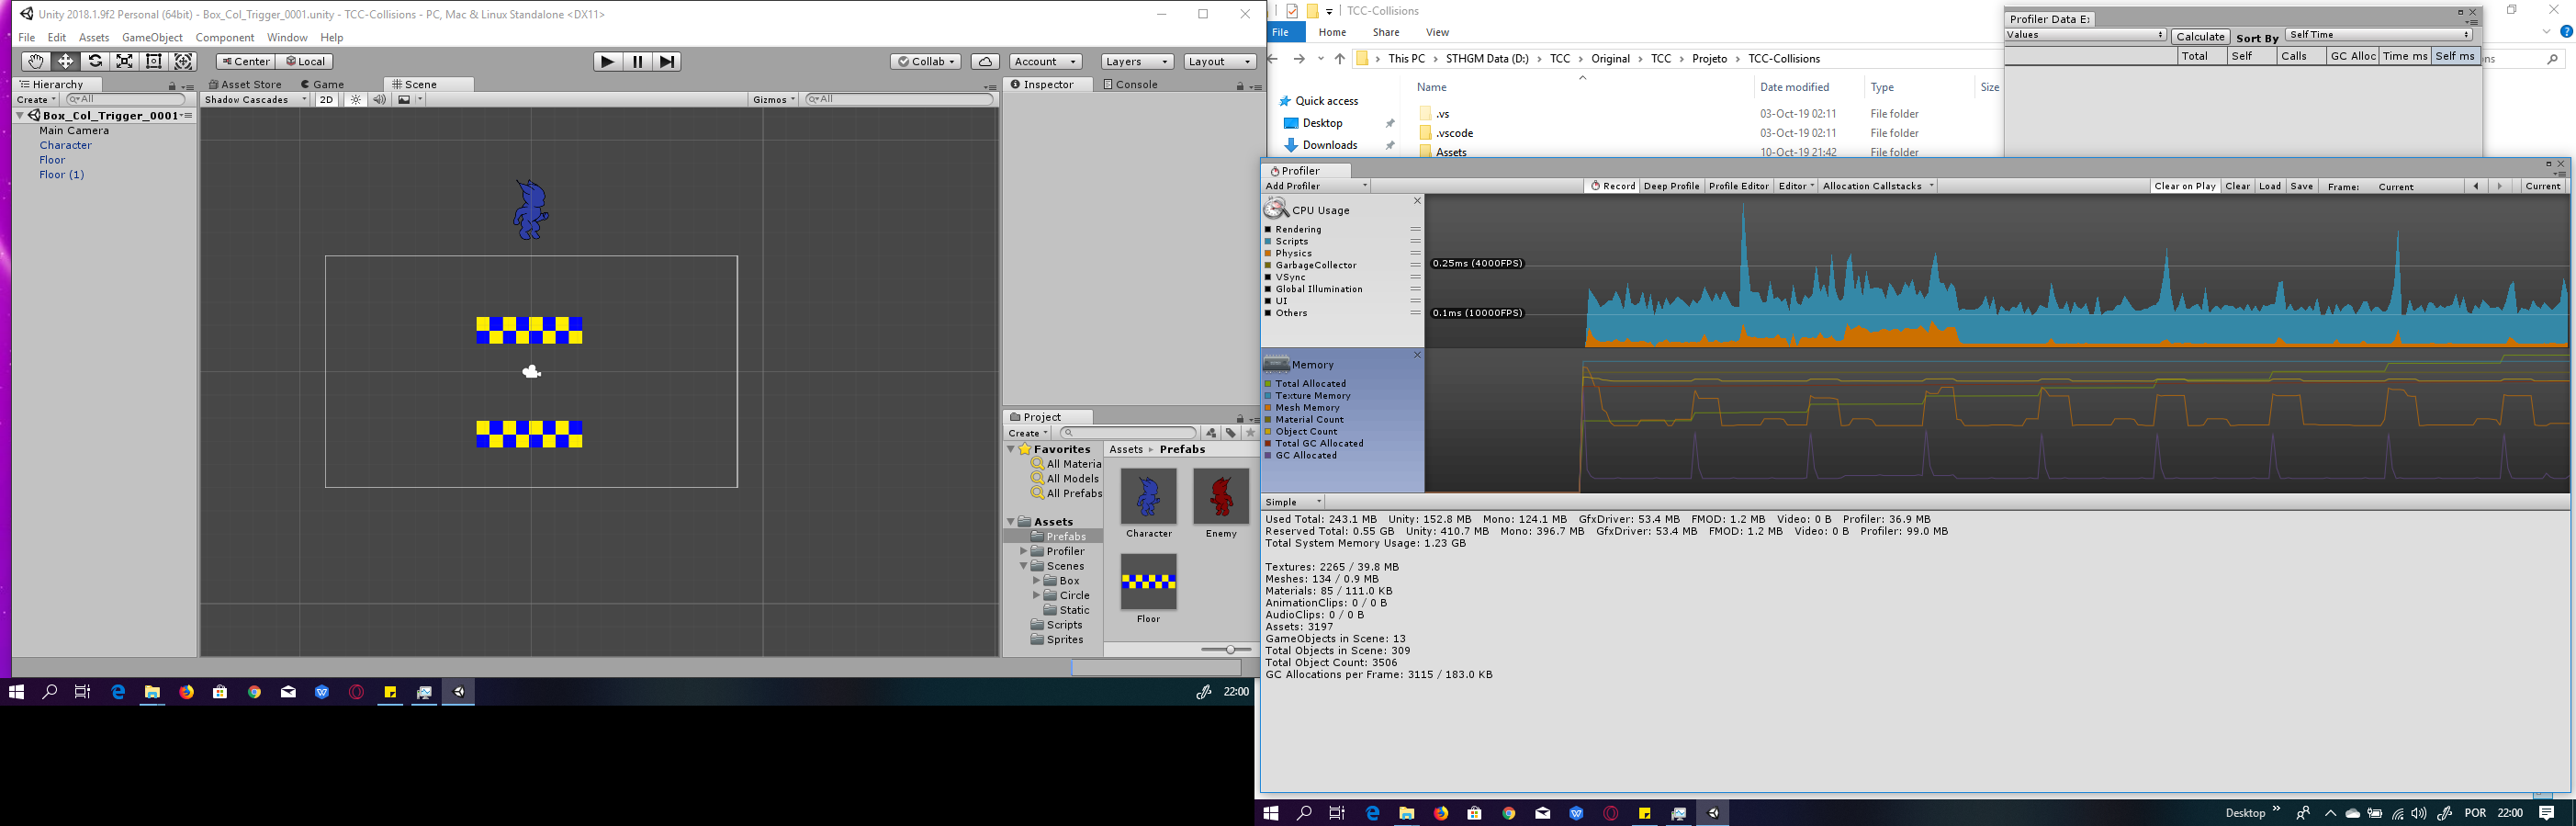 Unity 2018.1.9f2 Personal (64bit) - Box_Col_Trigger_0001.unity - TCC-Collisions - PC, Mac & Linux Standalone <DX11>
File Edit Assets GameObject Component Window Help
Center Local
Collab Account Layers Layout
Hierarchy
Create All
Box_Col_Trigger_0001
Main Camera
Character
Floor
Floor (1)
Asset Store Game Scene
Shadow Cascades 2D Gizmos All
Inspector Console
Project
Create
Favorites
All Materia
All Models
All Prefabs
Assets
Prefabs
Profiler
Scenes
Box
Circle
Static
Scripts
Sprites
Assets Prefabs
Character Enemy
Floor
22:00
TCC-Collisions
File Home Share View
This PC STHGM Data (D:) TCC Original TCC Projeto TCC-Collisions
Quick access
Desktop
Downloads
Name Date modified Type Size
.vs 03-Oct-19 02:11 File folder
.vscode 03-Oct-19 02:11 File folder
Assets 10-Oct-19 21:42 File folder
Profiler Data E
Values Calculate Sort By Self Time
Total Self Calls GC Alloc Time ms Self ms
Profiler
Add Profiler Record Deep Profile Profile Editor Editor Allocation Callstacks Clear on Play Clear Load Save Frame: Current Current
CPU Usage
Rendering
Scripts
Physics
GarbageCollector
VSync
Global Illumination
UI
Others
0.25ms (4000FPS)
0.1ms (10000FPS)
Memory
Total Allocated
Texture Memory
Mesh Memory
Material Count
Object Count
Total GC Allocated
GC Allocated
Simple
Used Total: 243.1 MB Unity: 152.8 MB Mono: 124.1 MB GfxDriver: 53.4 MB FMOD: 1.2 MB Video: 0 B Profiler: 36.9 MB
Reserved Total: 0.55 GB Unity: 410.7 MB Mono: 396.7 MB GfxDriver: 53.4 MB FMOD: 1.2 MB Video: 0 B Profiler: 99.0 MB
Total System Memory Usage: 1.23 GB
Textures: 2265 / 39.8 MB
Meshes: 134 / 0.9 MB
Materials: 85 / 111.0 KB
AnimationClips: 0 / 0 B
AudioClips: 0 / 0 B
Assets: 3197
GameObjects in Scene: 13
Total Objects in Scene: 309
Total Object Count: 3506
GC Allocations per Frame: 3115 / 183.0 KB
Desktop POR 22:00